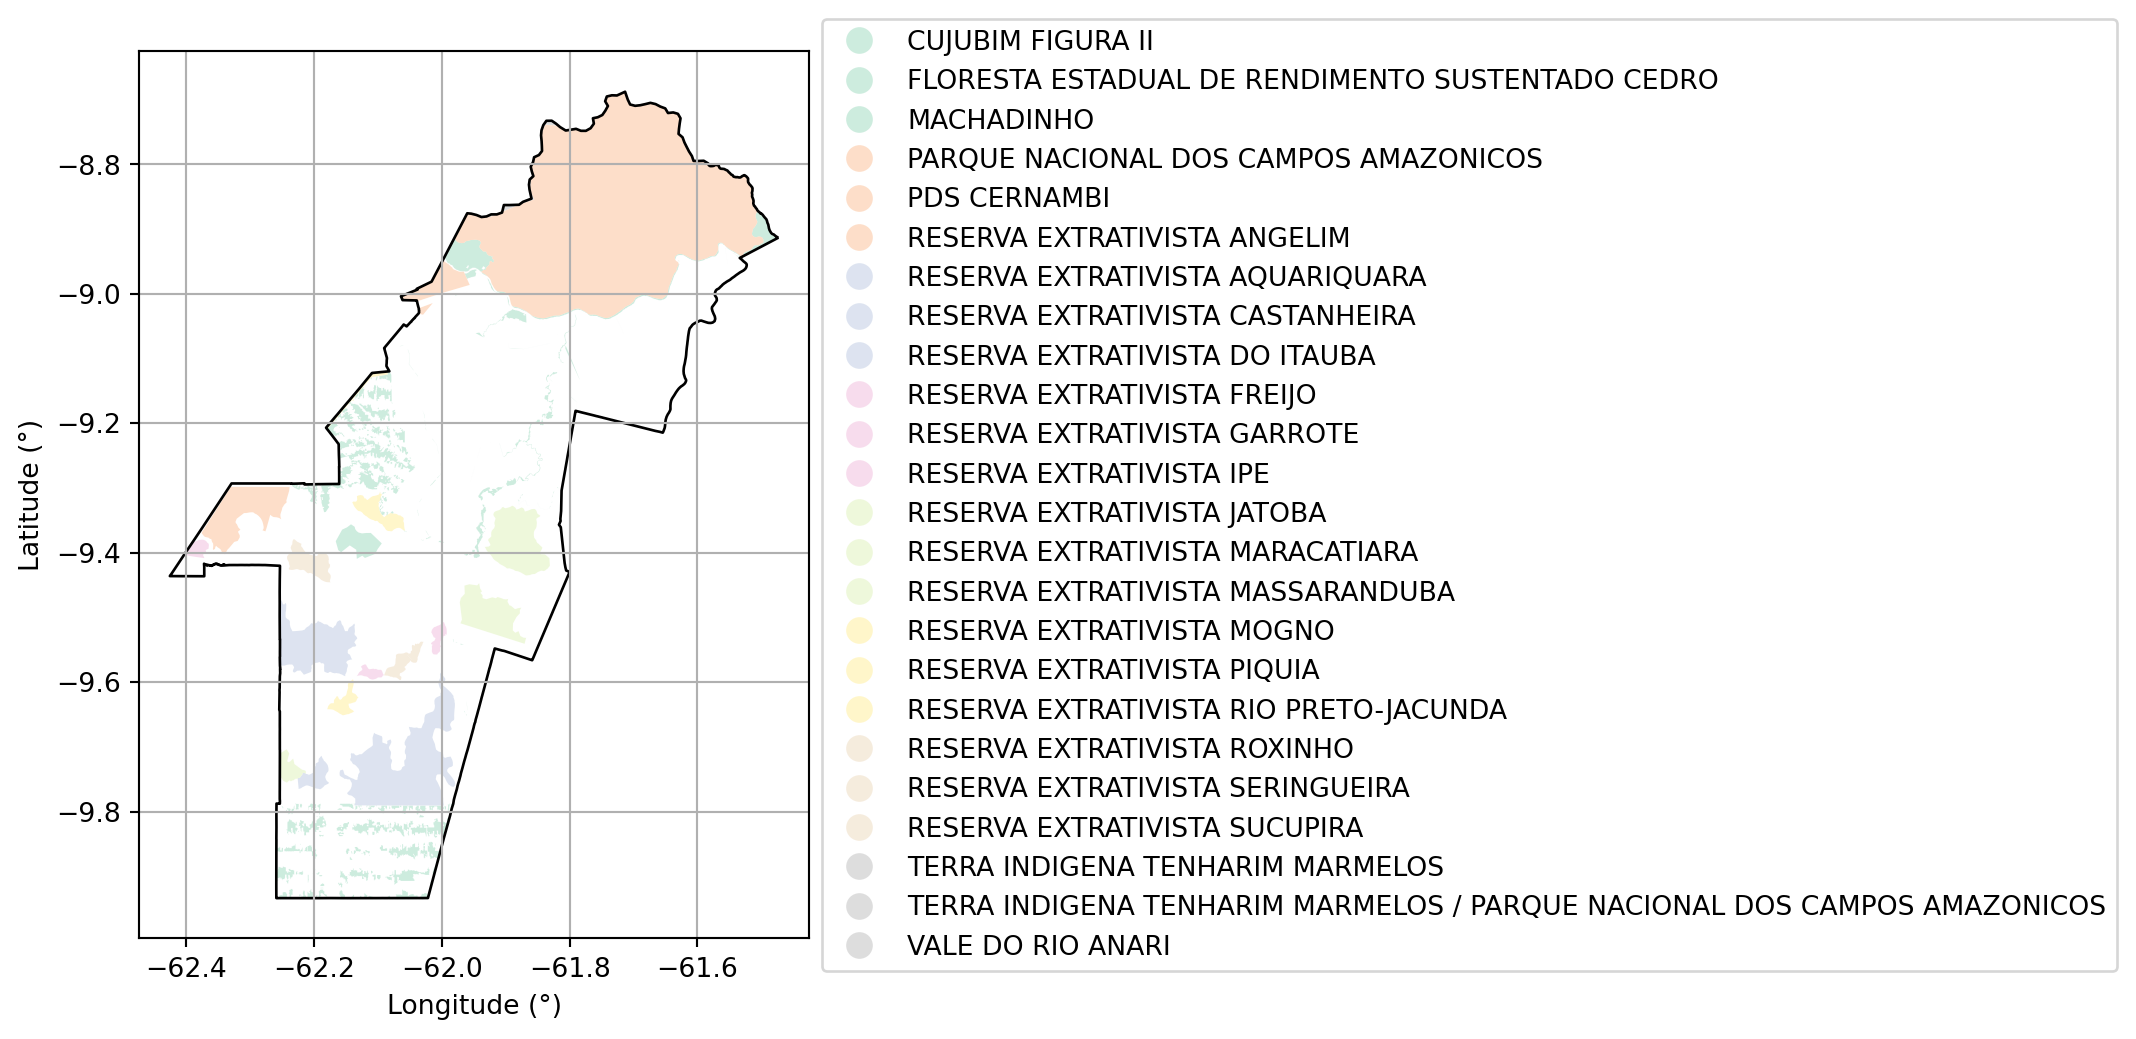 CUJUBIM FIGURA II
FLORESTA ESTADUAL DE RENDIMENTO SUSTENTADO CEDRO
MACHADINHO
PARQUE NACIONAL DOS CAMPOS AMAZONICOS
PDS CERNAMBI
RESERVA EXTRATIVISTA ANGELIM
RESERVA EXTRATIVISTA AQUARIQUARA
RESERVA EXTRATIVISTA CASTANHEIRA
RESERVA EXTRATIVISTA DO ITAUBA
RESERVA EXTRATIVISTA FREIJO
RESERVA EXTRATIVISTA GARROTE
RESERVA EXTRATIVISTA IPE
RESERVA EXTRATIVISTA JATOBA
RESERVA EXTRATIVISTA MARACATIARA
RESERVA EXTRATIVISTA MASSARANDUBA
RESERVA EXTRATIVISTA MOGNO
RESERVA EXTRATIVISTA PIQUIA
RESERVA EXTRATIVISTA RIO PRETO-JACUNDA
RESERVA EXTRATIVISTA ROXINHO
RESERVA EXTRATIVISTA SERINGUEIRA
RESERVA EXTRATIVISTA SUCUPIRA
TERRA INDIGENA TENHARIM MARMELOS
TERRA INDIGENA TENHARIM MARMELOS / PARQUE NACIONAL DOS CAMPOS AMAZONICOS
VALE DO RIO ANARI
Latitude (°)
−8.8
−9.0
−9.2
−9.4
−9.6
−9.8
−62.4 −62.2 −62.0 −61.8 −61.6
Longitude (°)